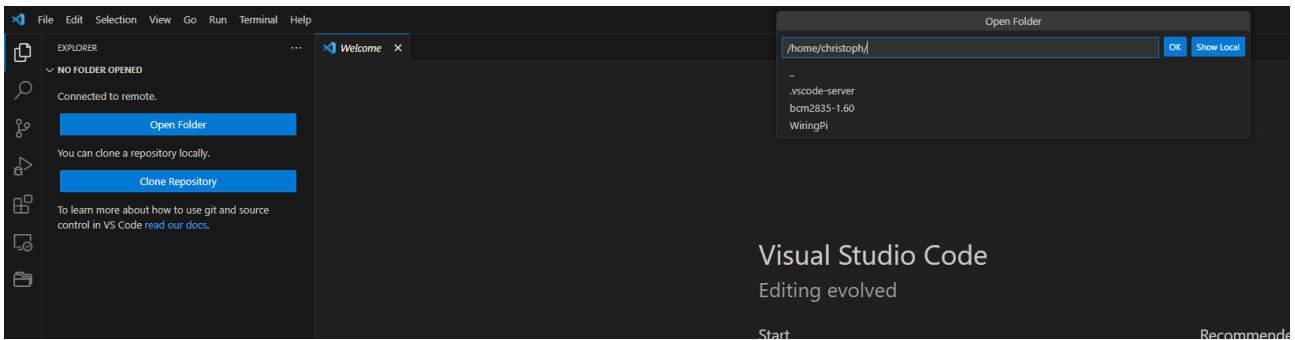 File Edit Selection View Go Run Terminal Help
EXPLORER
NO FOLDER OPENED
Connected to remote.
Open Folder
You can clone a repository locally.
Clone Repository
To learn more about how to use git and source
control in VS Code read our docs.
Welcome
Open Folder
/home/christoph/
OK Show Local
..
.vscode-server
bcm2835-1.60
WiringPi
Visual Studio Code
Editing evolved
Start
Recommende